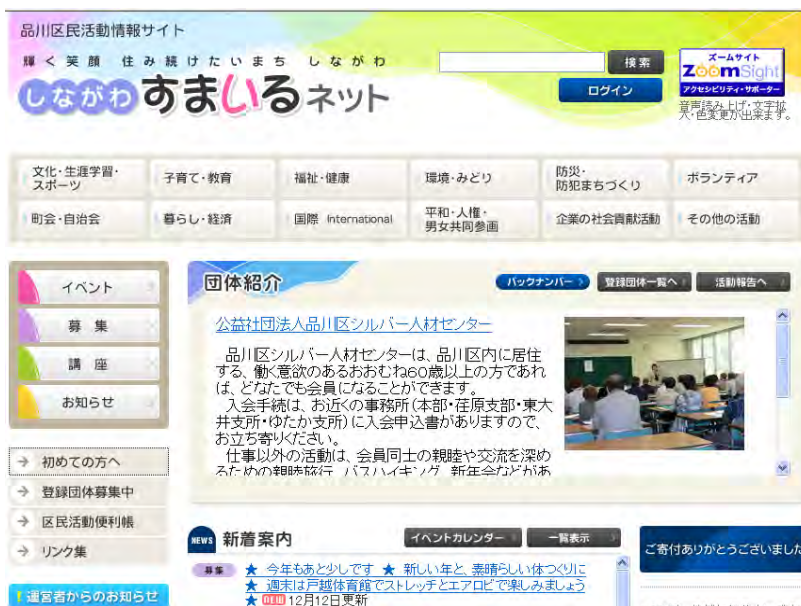 品川区民活動情報サイト
輝く笑顔 住み続けたいまち しながわ
しながわ すまいるネット
検索
ログイン
ズームサイト
ZoomSight
アクセシビリティ・サポーター
音声読み上げ・文字拡
大・色変更が出来ます。
文化・生涯学習・
スポーツ
子育て・教育
福祉・健康
環境・みどり
防災・
防犯まちづくり
ボランティア
町会・自治会
暮らし・経済
国際 International
平和・人権・
男女共同参画
企業の社会貢献活動
その他の活動
イベント
募集
講座
お知らせ
初めての方へ
登録団体募集中
区民活動便利帳
リンク集
運営者からのお知らせ
団体紹介
バックナンバー
登録団体一覧へ
活動報告へ
公益社団法人品川区シルバー人材センター
品川区シルバー人材センターは、品川区内に居住
する、働く意欲のあるおおむね60歳以上の方であれ
ば、どなたでも会員になることができます。
入会手続は、お近くの事務所(本部・荏原支部・東大
井支所・ゆたか支所)に入会申込書がありますので、
お立ち寄りください。
仕事以外の活動は、会員同士の親睦や交流を深め
るための親睦旅行、バスハイキング、新年会などがあ
NEWS 新着案内
イベントカレンダー
一覧表示
募集
★ 今年もあと少しです ★ 新しい年と、素晴らしい体つくりに
★ 週末は戸越体育館でストレッチとエアロビで楽しみましょう
★ NEW 12月12日更新
ご寄付ありがとうございました